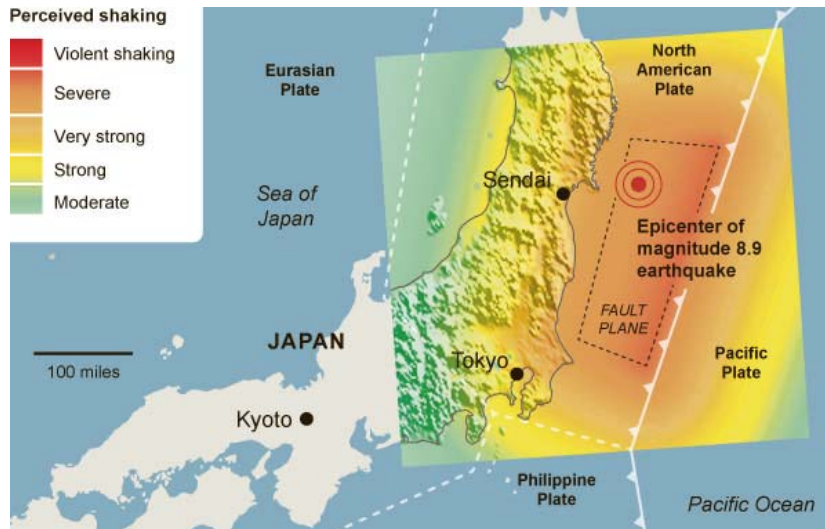 Perceived shaking
Violent shaking
Severe
Very strong
Strong
Moderate
Eurasian
Plate
North
American
Plate
Sea of
Japan
Sendai
Epicenter of
magnitude 8.9
earthquake
FAULT
PLANE
JAPAN
100 miles
Tokyo
Pacific
Plate
Kyoto
Philippine
Plate
Pacific Ocean